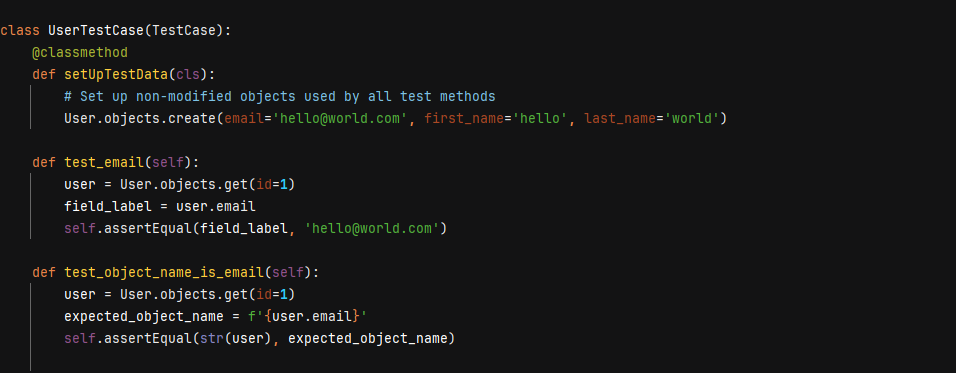 class UserTestCase(TestCase):
    @classmethod
    def setUpTestData(cls):
        # Set up non-modified objects used by all test methods
        User.objects.create(email='hello@world.com', first_name='hello', last_name='world')
    def test_email(self):
        user = User.objects.get(id=1)
        field_label = user.email
        self.assertEqual(field_label, 'hello@world.com')
    def test_object_name_is_email(self):
        user = User.objects.get(id=1)
        expected_object_name = f'{user.email}'
        self.assertEqual(str(user), expected_object_name)